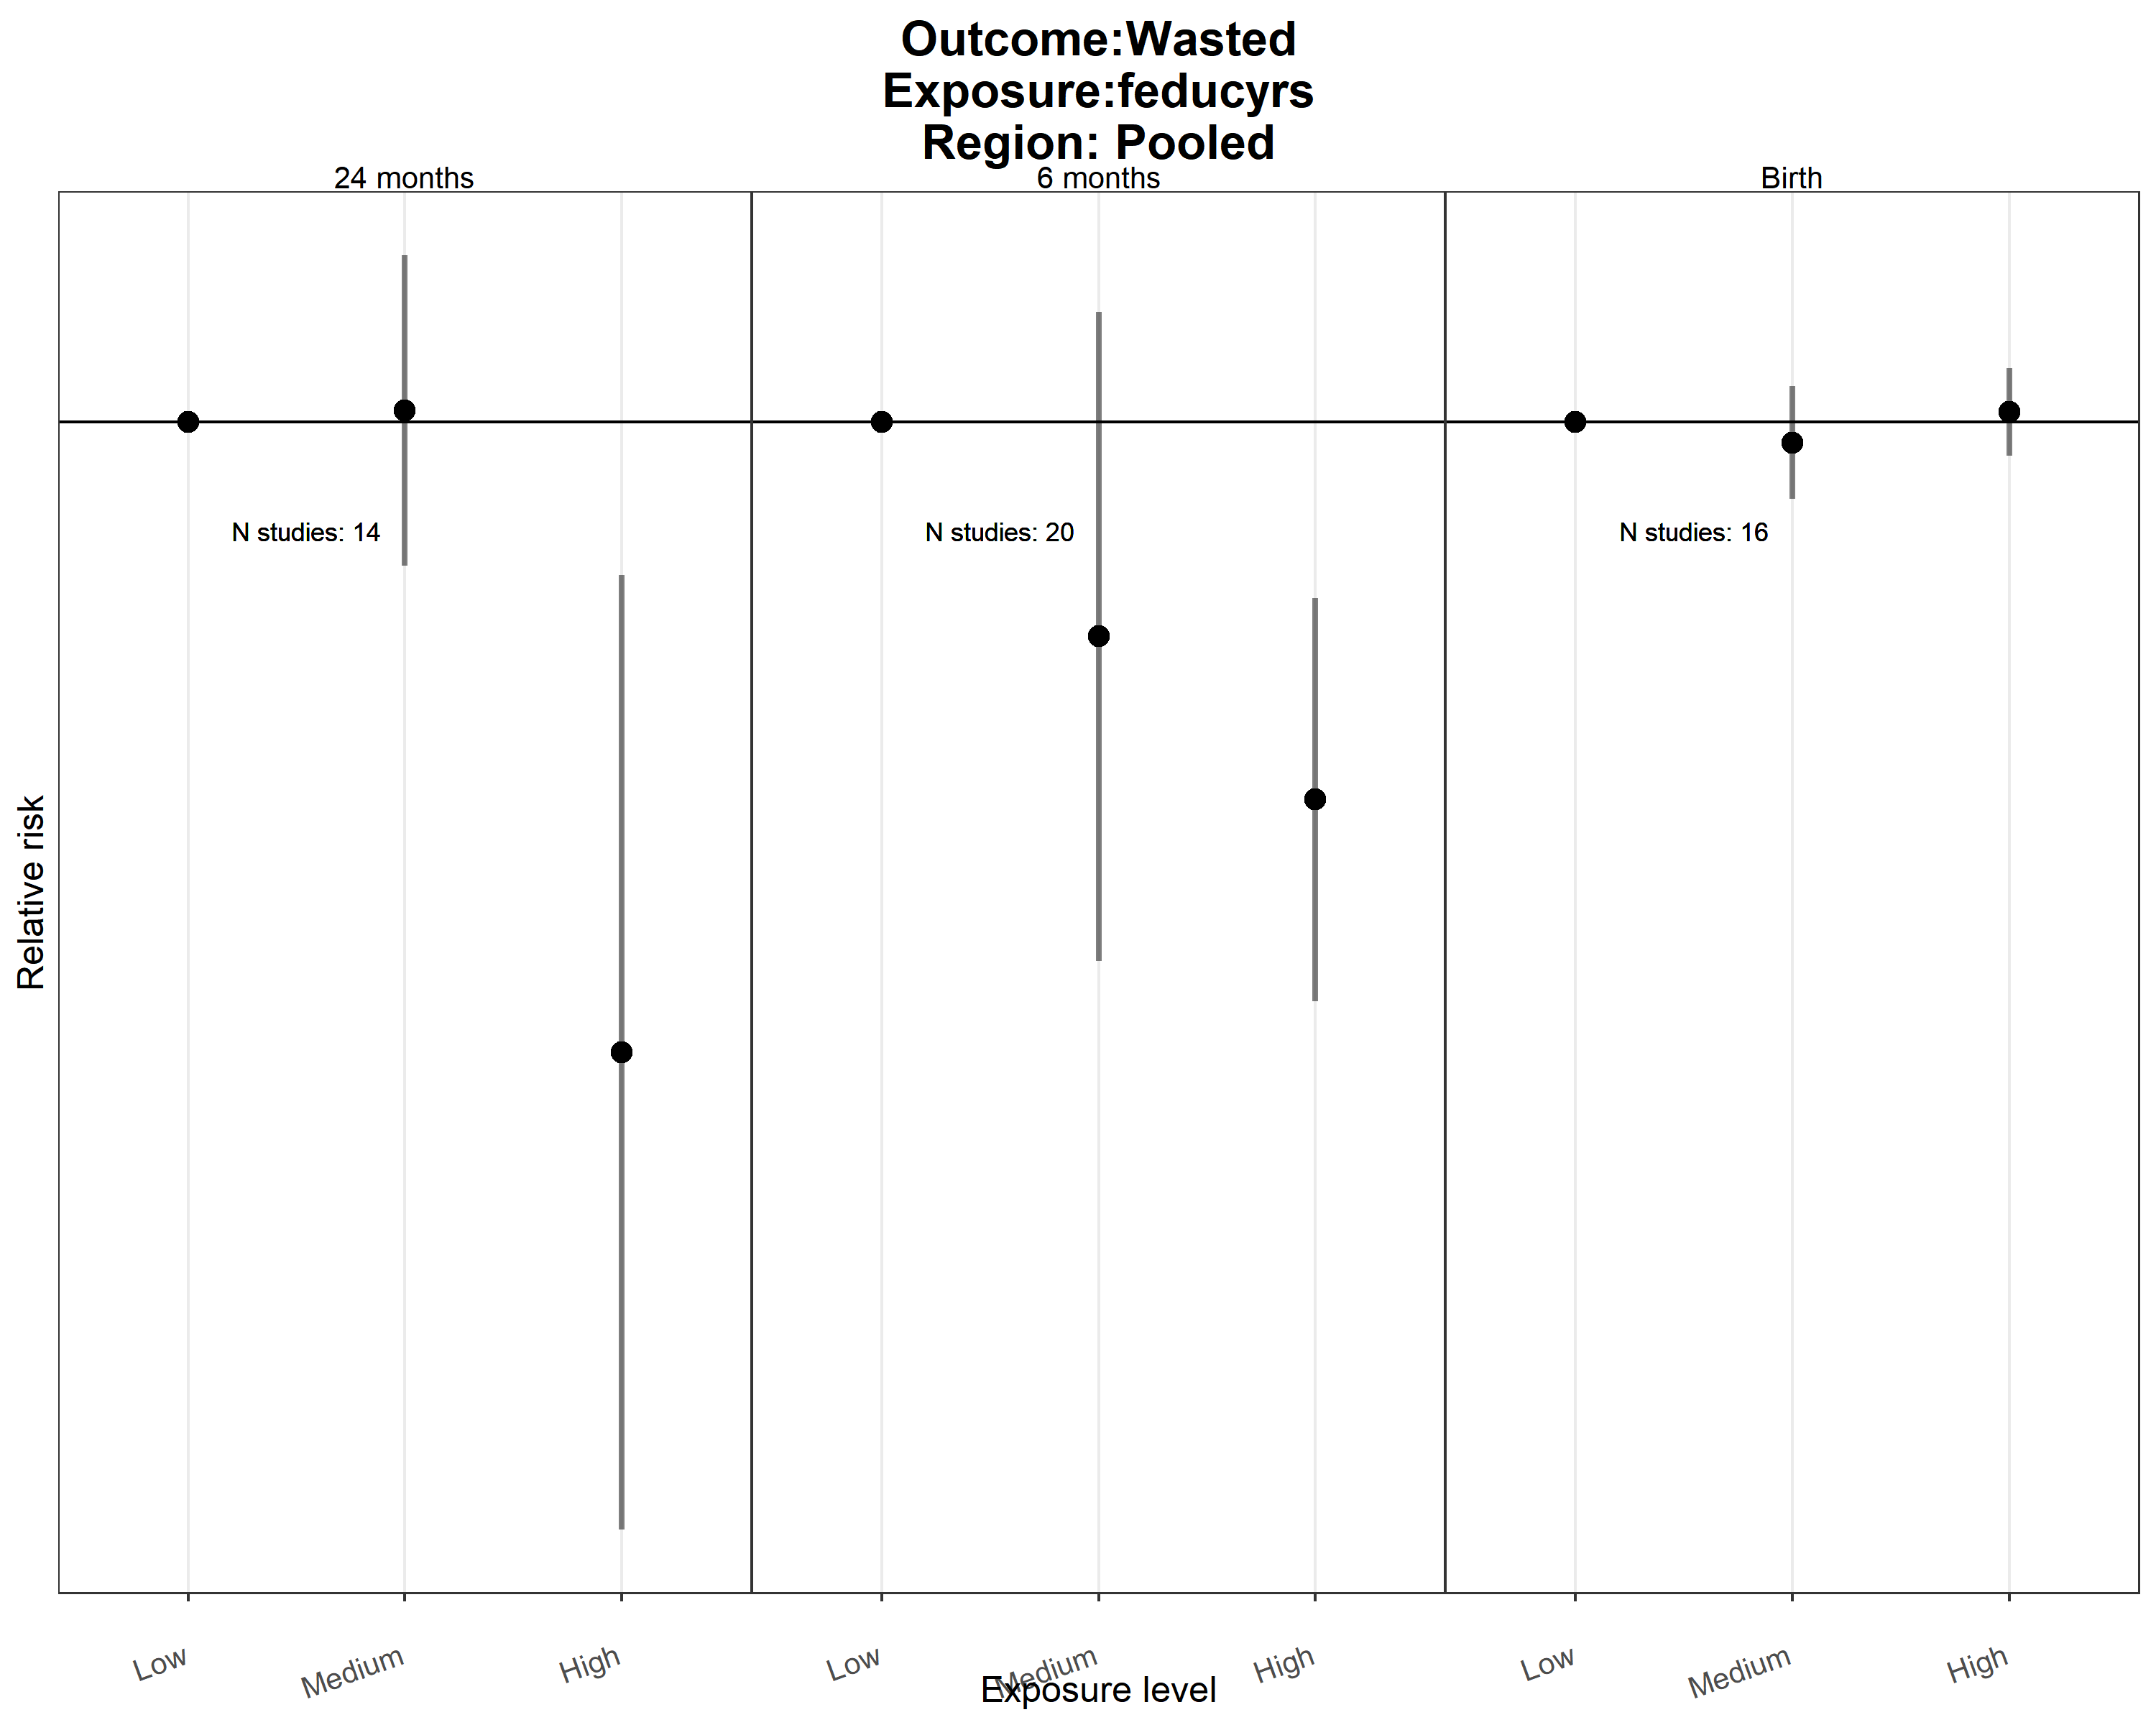 Outcome:Wasted
Exposure:feducyrs
Region: Pooled
24 months
6 months
Birth
N studies: 14
N studies: 20
N studies: 16
Relative risk
Low
Medium
High
Low
Medium
High
Low
Medium
High
Exposure level